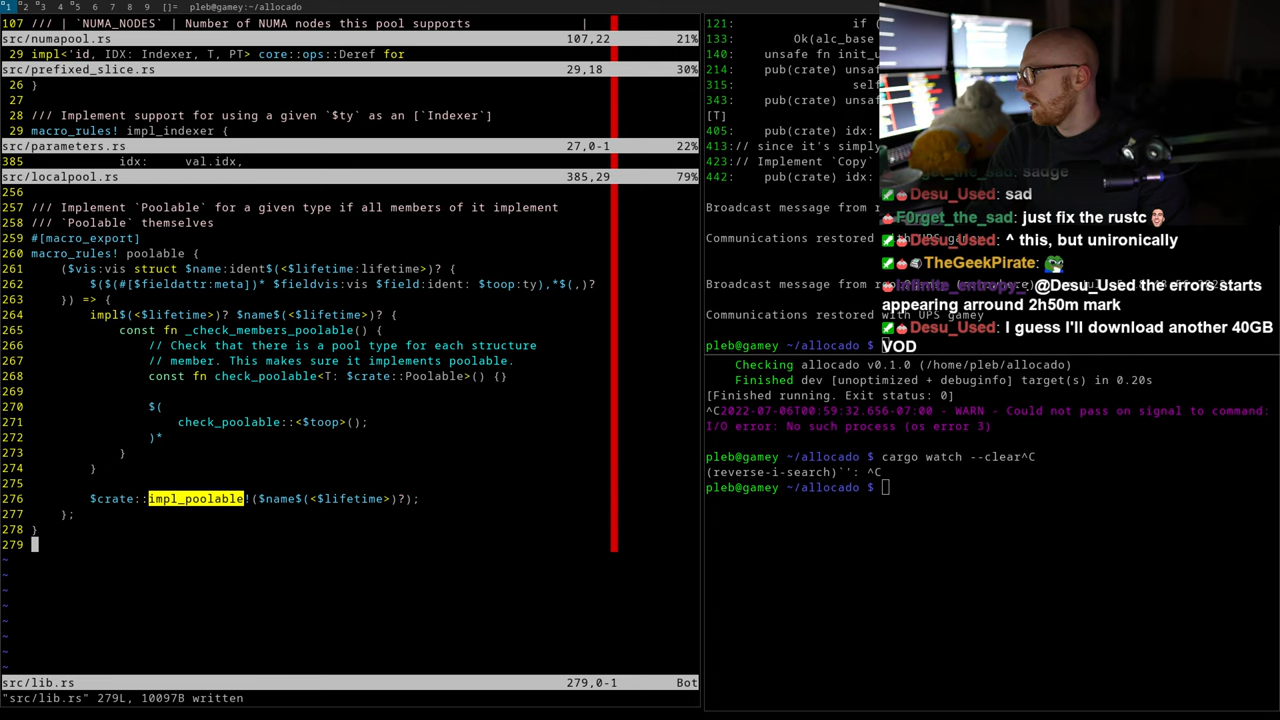 1 2 3 4 5 6 7 8 9 []= pleb@gamey:~/allocado
107 /// | `NUMA_NODES` | Number of NUMA nodes this pool supports |
src/numapool.rs 107,22 21%
29 impl<'id, IDX: Indexer, T, PT> core::ops::Deref for
src/prefixed_slice.rs 29,18 30%
26 }
27
28 /// Implement support for using a given `$ty` as an [`Indexer`]
29 macro_rules! impl_indexer {
src/parameters.rs 27,0-1 22%
385 idx: val.idx,
src/localpool.rs 385,29 79%
256
257 /// Implement `Poolable` for a given type if all members of it implement
258 /// `Poolable` themselves
259 #[macro_export]
260 macro_rules! poolable {
261 ($vis:vis struct $name:ident$(<$lifetime:lifetime>)? {
262 $($(#[$fieldattr:meta])* $fieldvis:vis $field:ident: $toop:ty),*$(,)?
263 }) => {
264 impl$(<$lifetime>)? $name$(<$lifetime>)? {
265 const fn _check_members_poolable() {
266 // Check that there is a pool type for each structure
267 // member. This makes sure it implements poolable.
268 const fn check_poolable<T: $crate::Poolable>() {}
269
270 $(
271 check_poolable::<$toop>();
272 )*
273 }
274 }
275
276 $crate::impl_poolable!($name$(<$lifetime>)?);
277 };
278 }
279
~
~
~
~
~
~
~
~
src/lib.rs 279,0-1 Bot
"src/lib.rs" 279L, 10097B written
121: if (
133: Ok(alc_base
140: unsafe fn init_u
214: pub(crate) unsa
315: sel
343: pub(crate) unsa
[T]
405: pub(crate) idx:
413:// since it's simply
423:// Implement `Copy`
442: pub(crate) idx:
Broadcast message from r
Communications restored with UPS gamey
Broadcast message from
Communications restored with UPS gamey
pleb@gamey ~/allocado $
Checking allocado v0.1.0 (/home/pleb/allocado)
Finished dev [unoptimized + debuginfo] target(s) in 0.20s
[Finished running. Exit status: 0]
^C2022-07-06T00:59:32.656-07:00 - WARN - Could not pass on signal to command:
I/O error: No such process (os error 3)
pleb@gamey ~/allocado $ cargo watch --clear^C
(reverse-i-search)`': ^C
pleb@gamey ~/allocado $
rget_the_sad: sadge
Desu_Used: sad
F0rget_the_sad: just fix the rustc
Desu_Used: ^ this, but unironically
TheGeekPirate:
infinite_entropy_: @Desu_Used the errors starts
appearing arround 2h50m mark
Desu_Used: I guess I'll download another 40GB
VOD